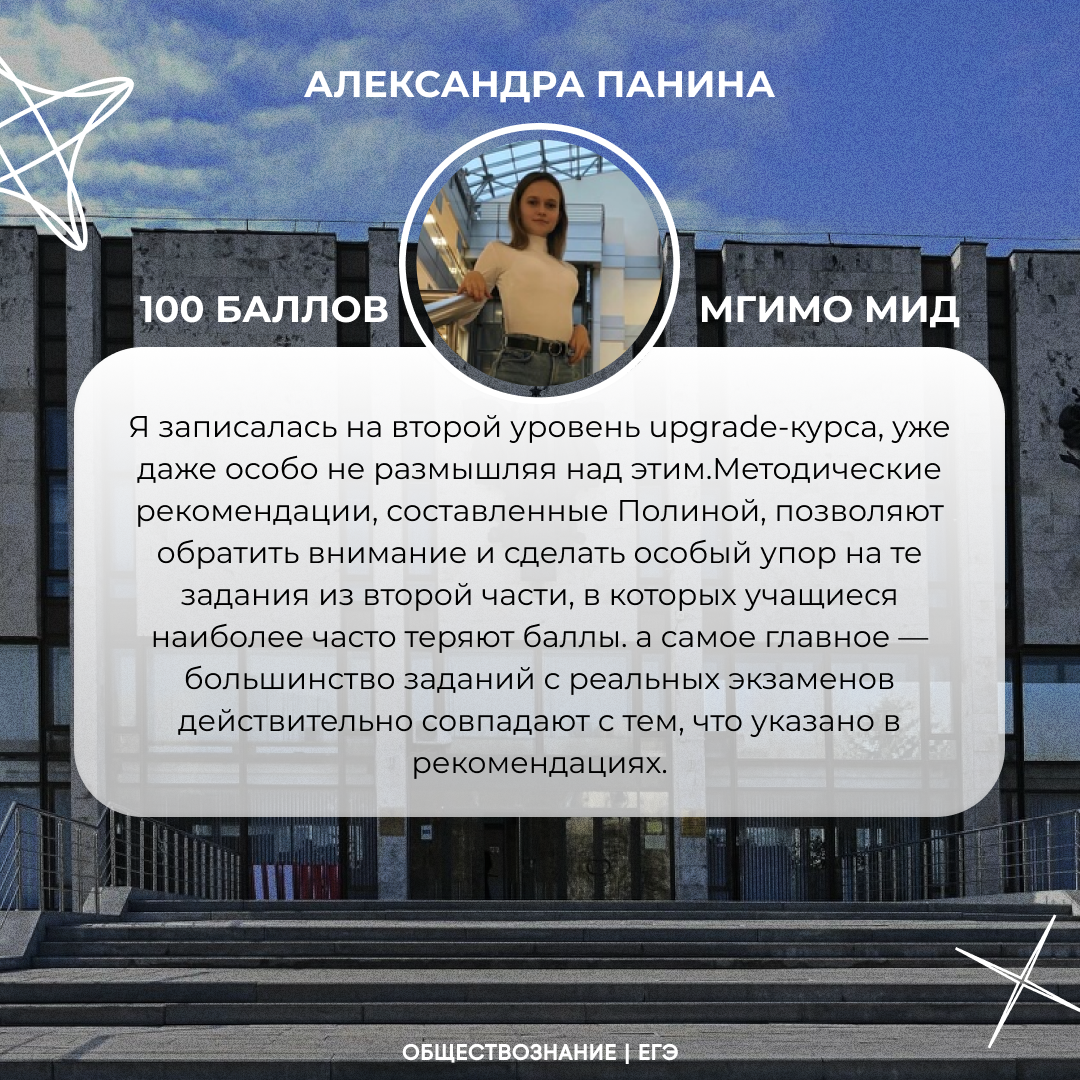 АЛЕКСАНДРА ПАНИНА
100 БАЛЛОВ
МГИМО МИД
Я записалась на второй уровень upgrade-курса, уже
даже особо не размышляя над этим.Методические
рекомендации, составленные Полиной, позволяют
обратить внимание и сделать особый упор на те
задания из второй части, в которых учащиеся
наиболее часто теряют баллы. а самое главное —
большинство заданий с реальных экзаменов
действительно совпадают с тем, что указано в
рекомендациях.
ОБЩЕСТВОЗНАНИЕ | ЕГЭ